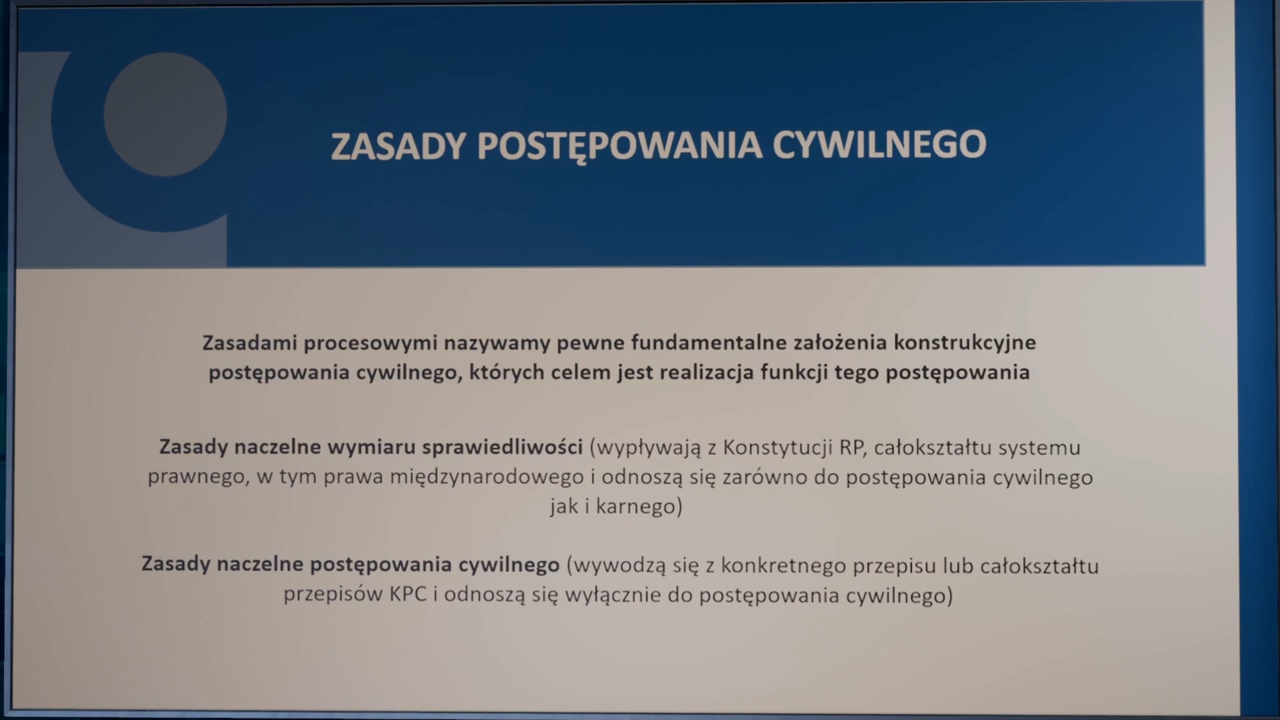 ZASADY POSTĘPOWANIA CYWILNEGO
Zasadami procesowymi nazywamy pewne fundamentalne założenia konstrukcyjne
postępowania cywilnego, których celem jest realizacja funkcji tego postępowania
Zasady naczelne wymiaru sprawiedliwości (wypływają z Konstytucji RP, całokształtu systemu
prawnego, w tym prawa międzynarodowego i odnoszą się zarówno do postępowania cywilnego
jak i karnego)
Zasady naczelne postępowania cywilnego (wywodzą się z konkretnego przepisu lub całokształtu
przepisów KPC i odnoszą się wyłącznie do postępowania cywilnego)